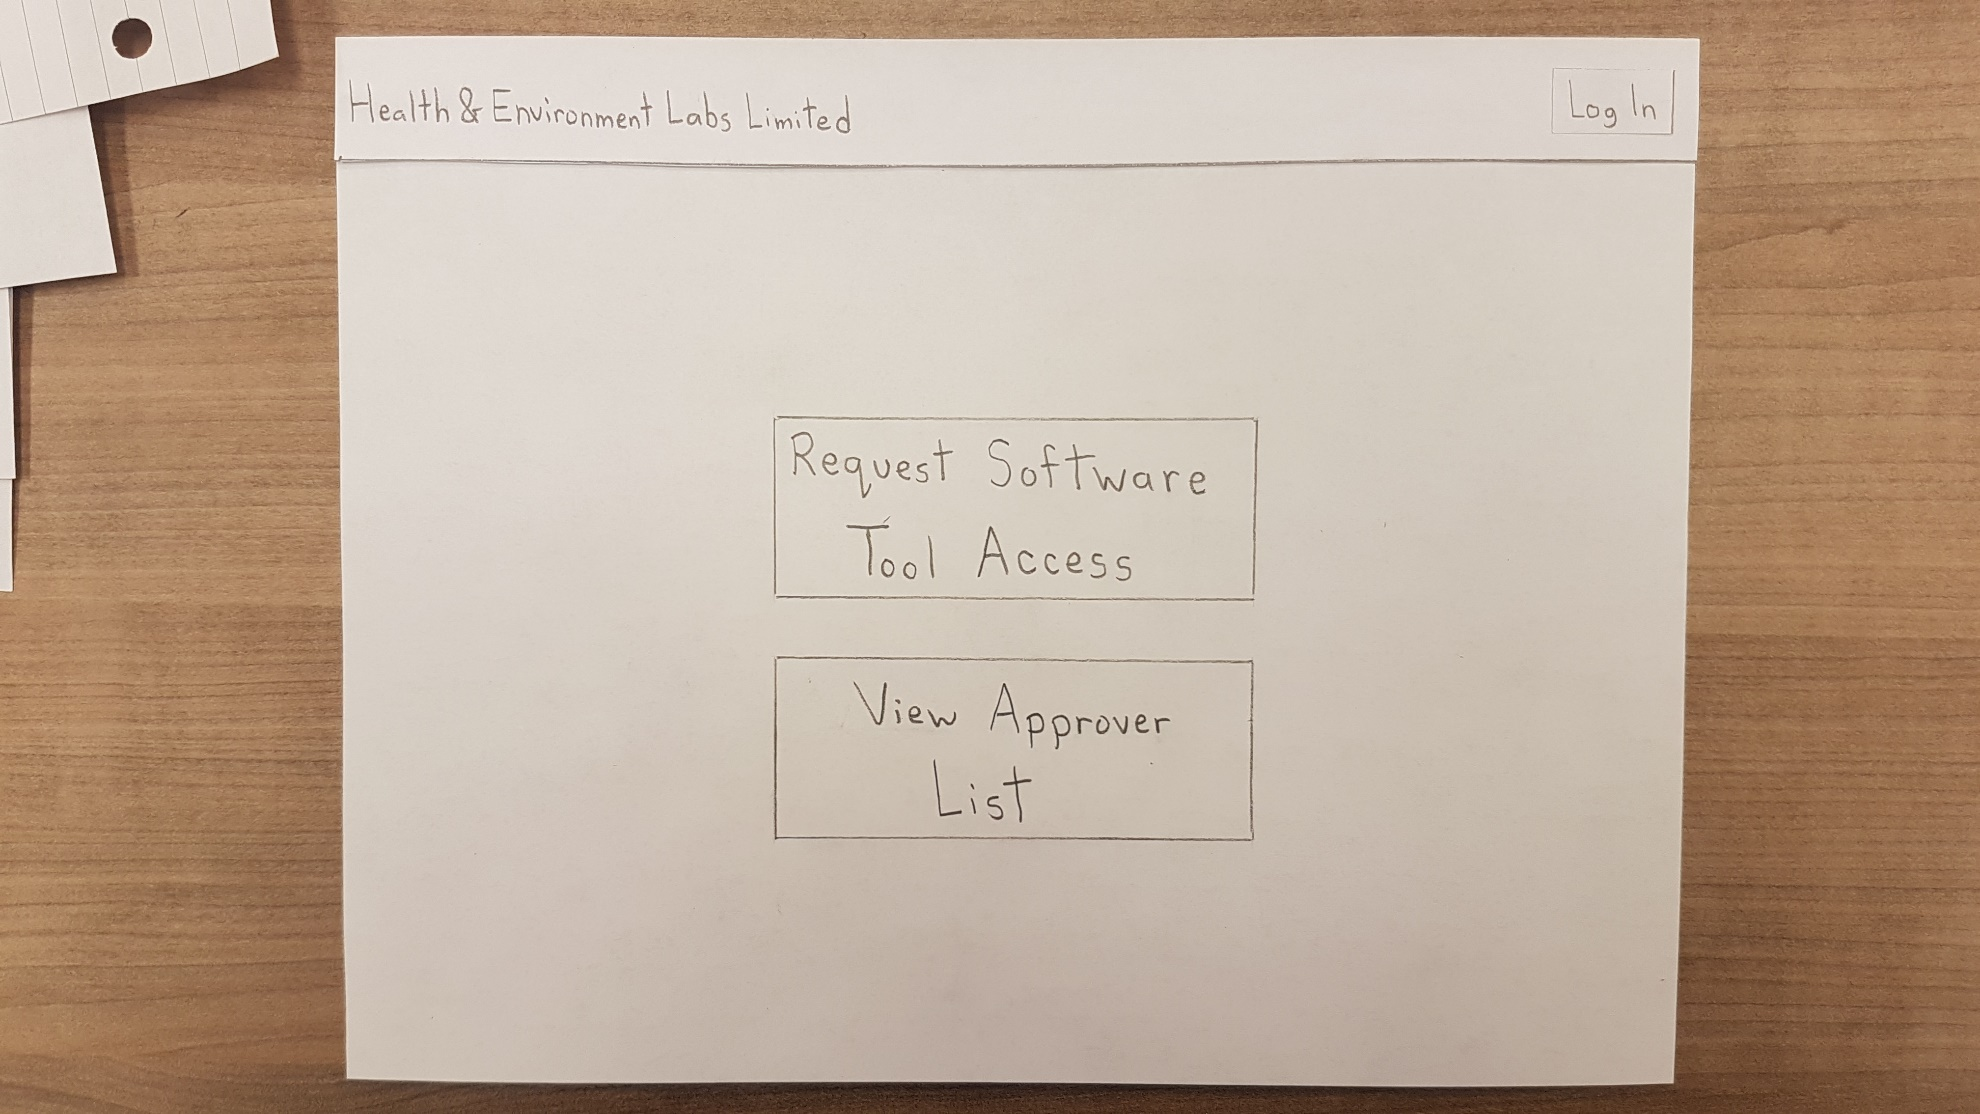 Health & Environment Labs Limited
Log In
Request Software
Tool Access
View Approver
List